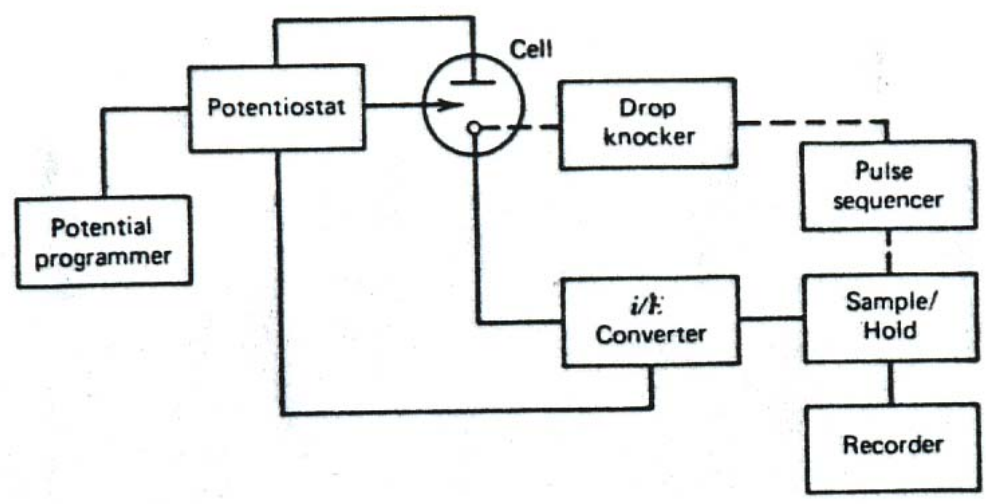 Cell
Potentiostat
Drop
knocker
Pulse
sequencer
Potential
programmer
i/E
Converter
Sample/
Hold
Recorder